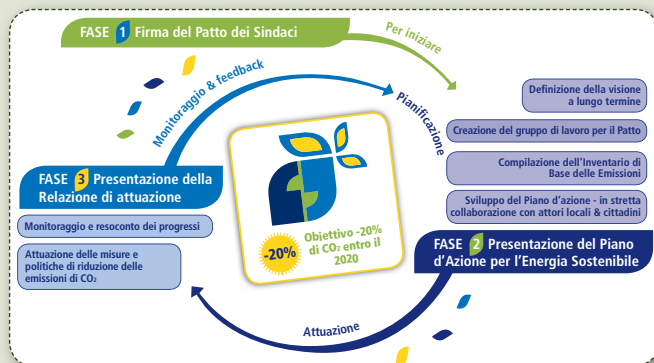 FASE 1 Firma del Patto dei Sindaci
Per iniziare
Monitoraggio & feedback
Pianificazione
Definizione della visione
a lungo termine
Creazione del gruppo di lavoro per il Patto
Compilazione dell'Inventario di
Base delle Emissioni
Sviluppo del Piano d'azione - in stretta
collaborazione con attori locali & cittadini
FASE 2 Presentazione del Piano
d'Azione per l'Energia Sostenibile
FASE 3 Presentazione della
Relazione di attuazione
Monitoraggio e resoconto dei progressi
Attuazione delle misure e
politiche di riduzione delle
emissioni di CO₂
-20%
Obiettivo -20%
di CO₂ entro il
2020
Attuazione